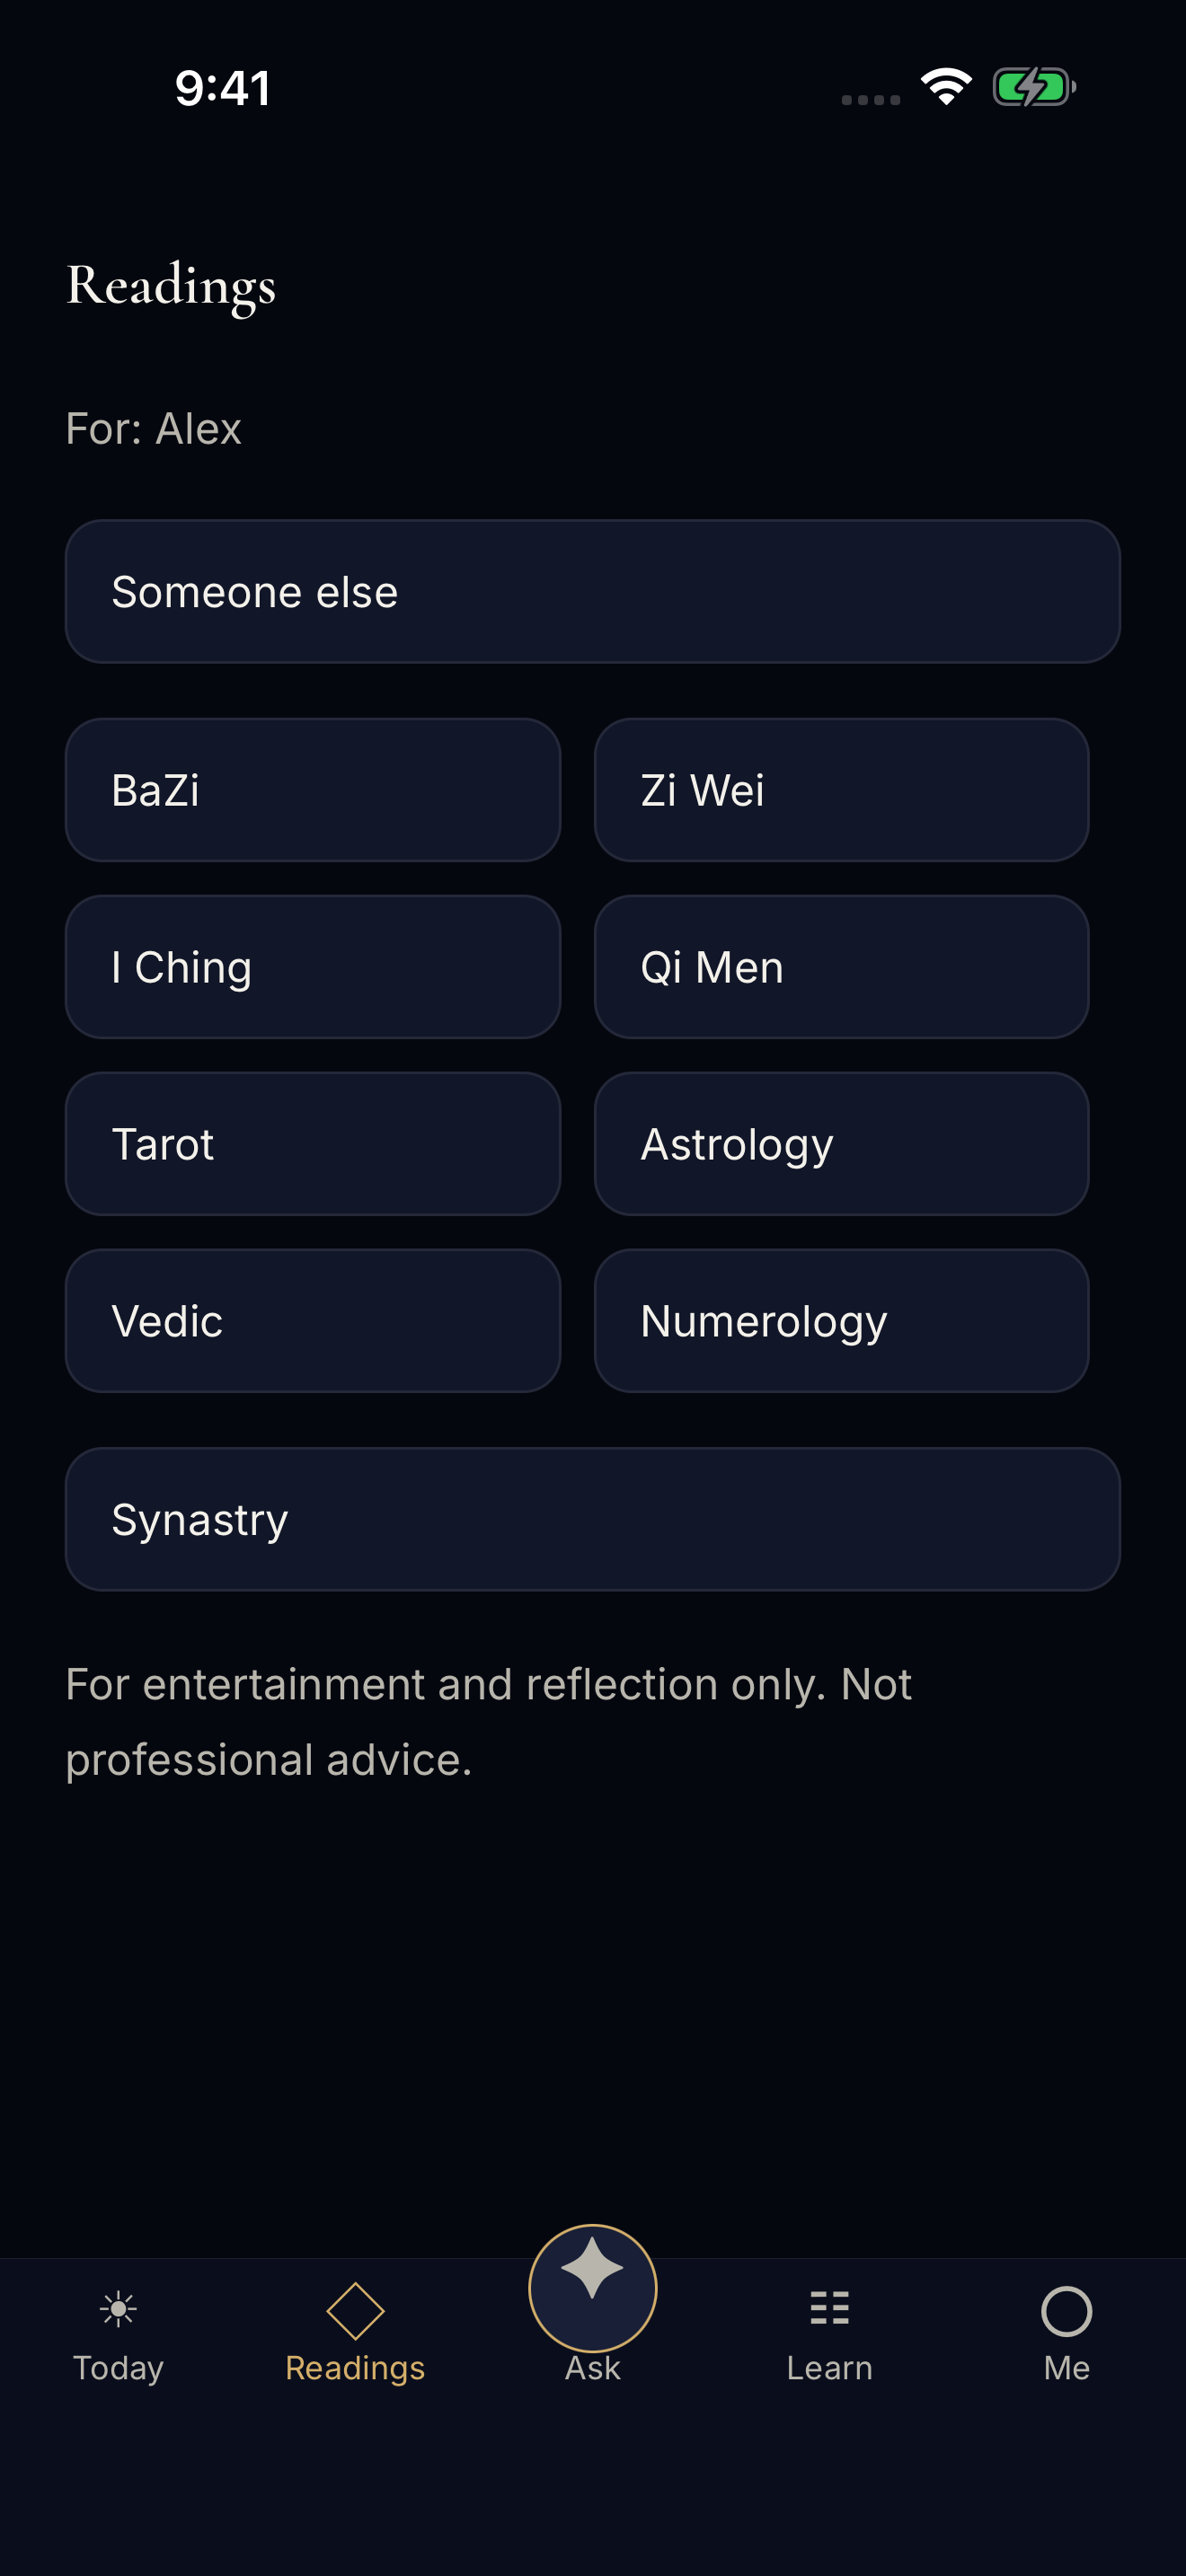 9:41
Readings
For: Alex
Someone else
BaZi
Zi Wei
I Ching
Qi Men
Tarot
Astrology
Vedic
Numerology
Synastry
For entertainment and reflection only. Not
professional advice.
Today
Readings
Ask
Learn
Me